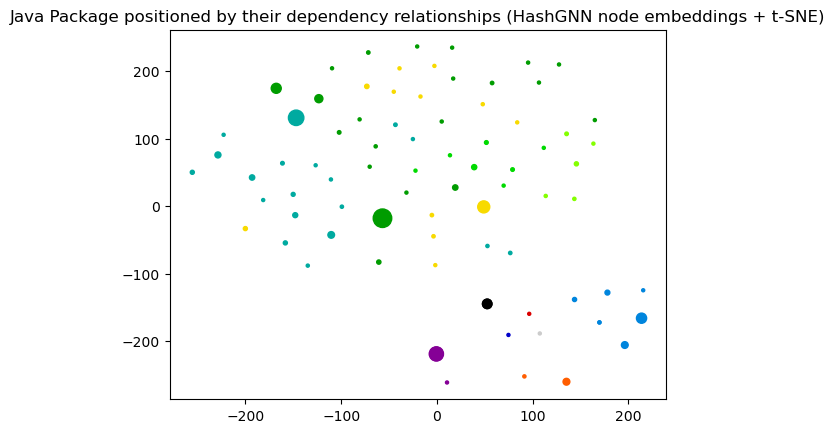 Java Package positioned by their dependency relationships (HashGNN node embeddings + t-SNE)
200
100
0
−100
−200
−200 −100 0 100 200